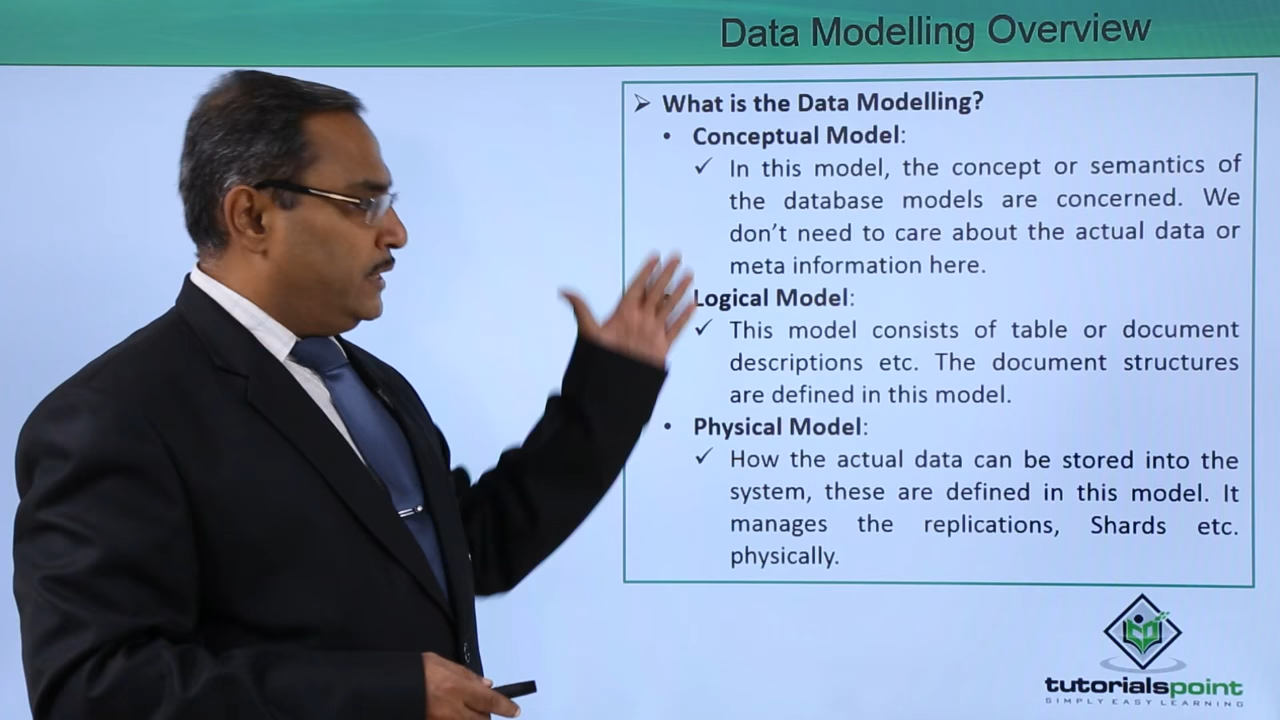 Data Modelling Overview
➢ What is the Data Modelling?
• Conceptual Model:
✓ In this model, the concept or semantics of
the database models are concerned. We
don’t need to care about the actual data or
meta information here.
Logical Model:
✓ This model consists of table or document
descriptions etc. The document structures
are defined in this model.
• Physical Model:
✓ How the actual data can be stored into the
system, these are defined in this model. It
manages the replications, Shards etc.
physically.
tutorialspoint
SIMPLY EASY LEARNING